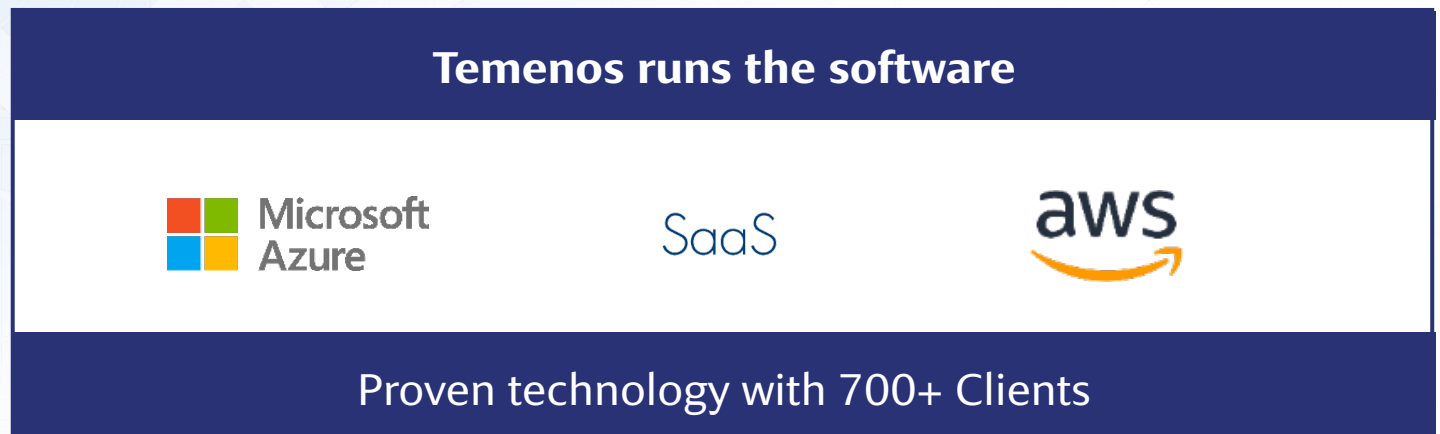 Temenos runs the software
Microsoft
Azure
SaaS
aws
Proven technology with 700+ Clients